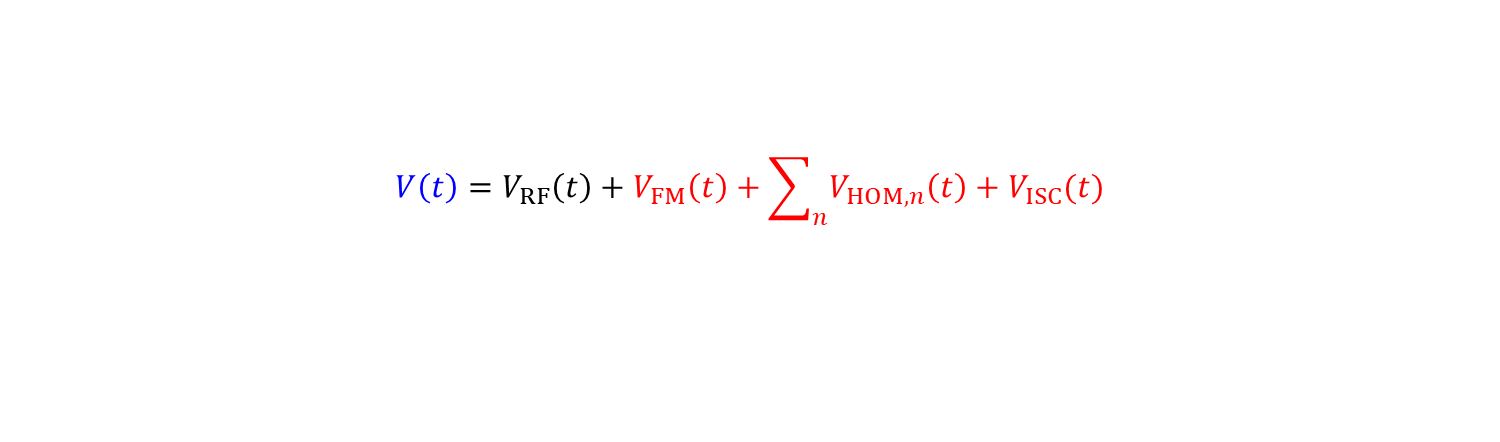 V(t) = V_RF(t) + V_FM(t) + ∑_n V_HOM,n(t) + V_ISC(t)